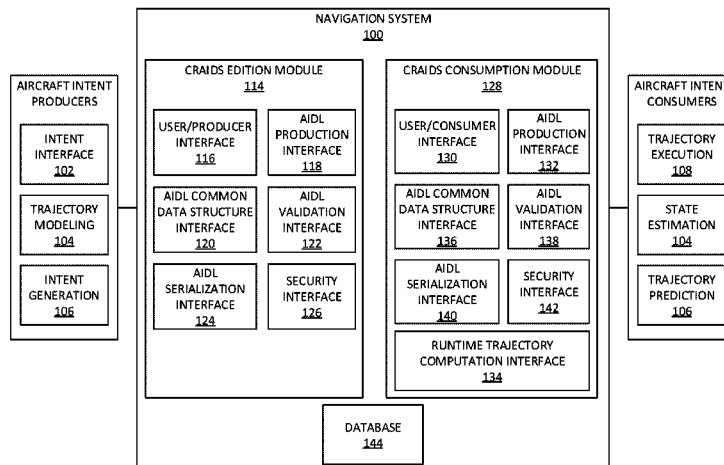 NAVIGATION SYSTEM
100
AIRCRAFT INTENT
PRODUCERS
INTENT
INTERFACE
102
TRAJECTORY
MODELING
104
INTENT
GENERATION
106
CRAIDS EDITION MODULE
114
USER/PRODUCER
INTERFACE
116
AIDL
PRODUCTION
INTERFACE
118
AIDL COMMON
DATA STRUCTURE
INTERFACE
120
AIDL
VALIDATION
INTERFACE
122
AIDL
SERIALIZATION
INTERFACE
124
SECURITY
INTERFACE
126
CRAIDS CONSUMPTION MODULE
128
USER/CONSUMER
INTERFACE
130
AIDL
PRODUCTION
INTERFACE
132
AIDL COMMON
DATA STRUCTURE
INTERFACE
136
AIDL
VALIDATION
INTERFACE
138
AIDL
SERIALIZATION
INTERFACE
140
SECURITY
INTERFACE
142
RUNTIME TRAJECTORY
COMPUTATION INTERFACE
134
AIRCRAFT INTENT
CONSUMERS
TRAJECTORY
EXECUTION
108
STATE
ESTIMATION
104
TRAJECTORY
PREDICTION
106
DATABASE
144